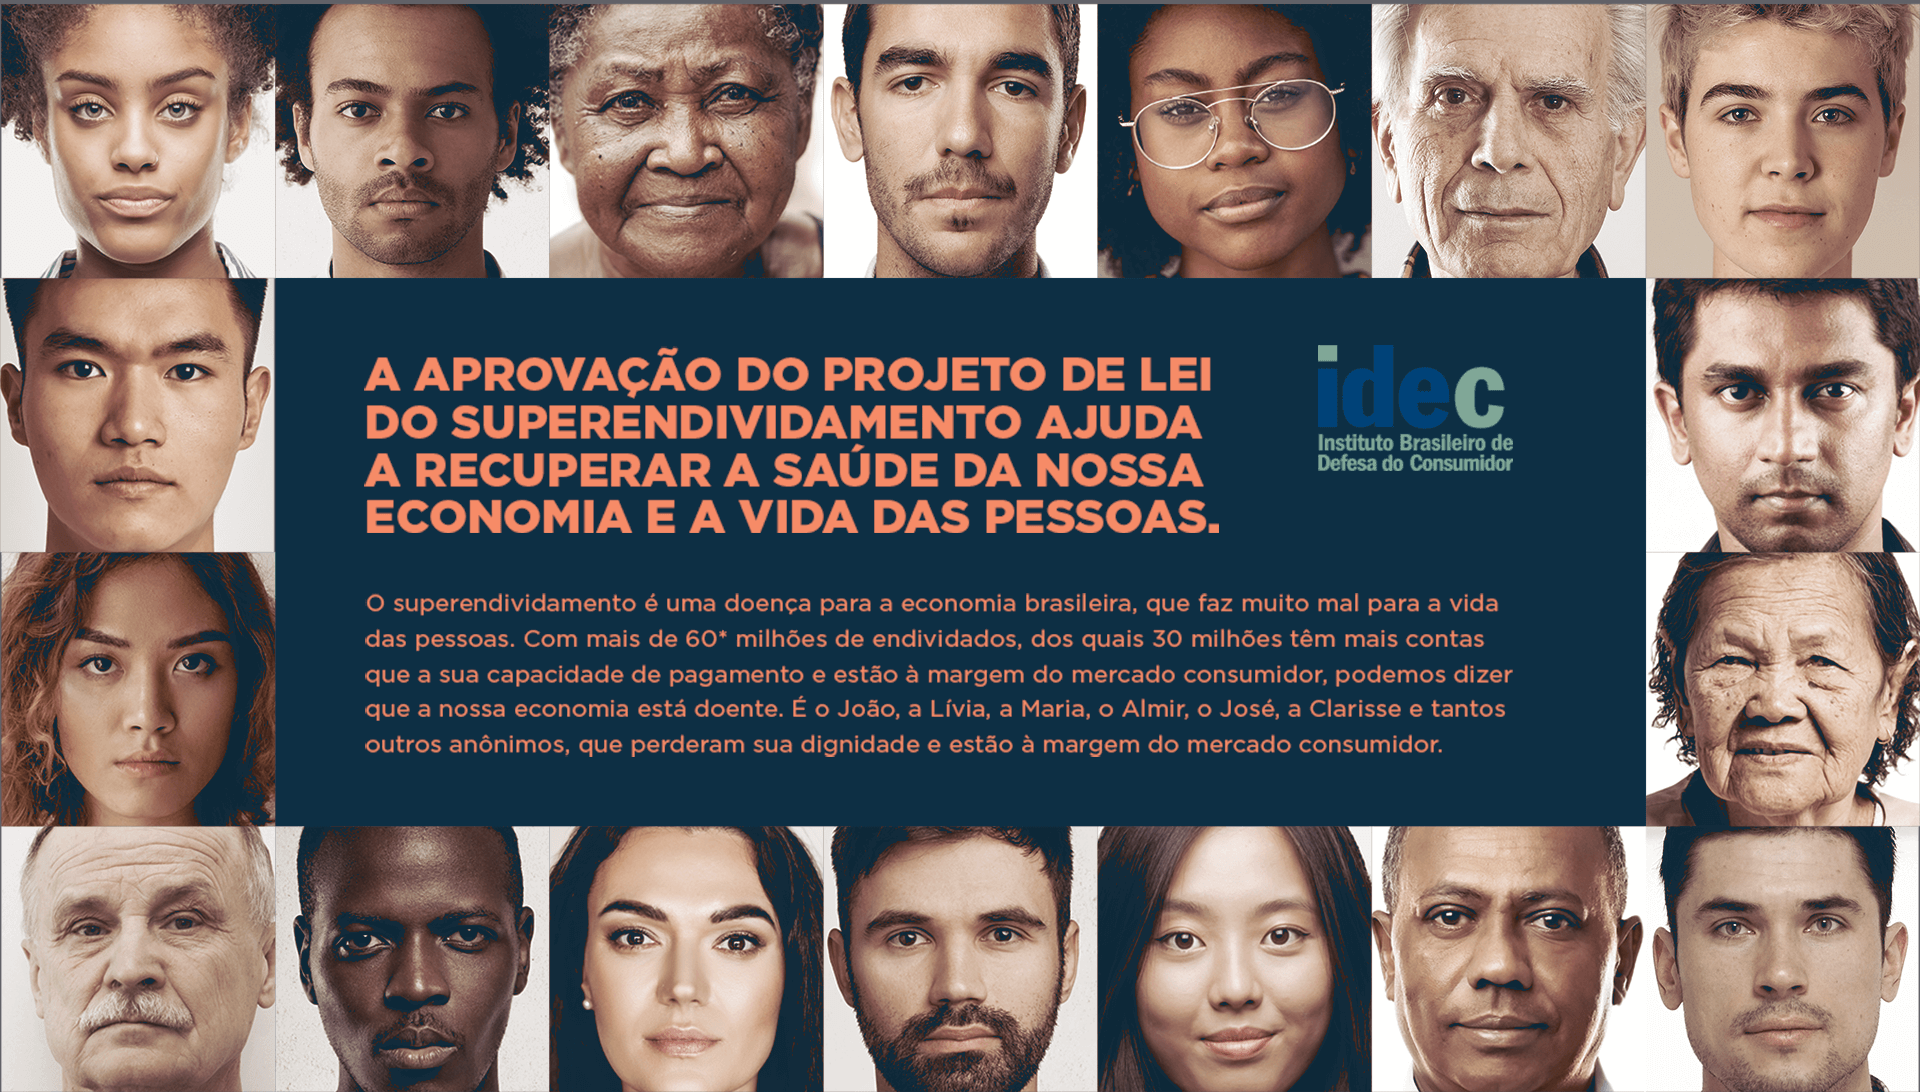 A APROVAÇÃO DO PROJETO DE LEI
DO SUPERENDIVIDAMENTO AJUDA
A RECUPERAR A SAÚDE DA NOSSA
ECONOMIA E A VIDA DAS PESSOAS.
idec
Instituto Brasileiro de
Defesa do Consumidor
O superendividamento é uma doença para a economia brasileira, que faz muito mal para a vida
das pessoas. Com mais de 60* milhões de endividados, dos quais 30 milhões têm mais contas
que a sua capacidade de pagamento e estão à margem do mercado consumidor, podemos dizer
que a nossa economia está doente. É o João, a Lívia, a Maria, o Almir, o José, a Clarisse e tantos
outros anônimos, que perderam sua dignidade e estão à margem do mercado consumidor.